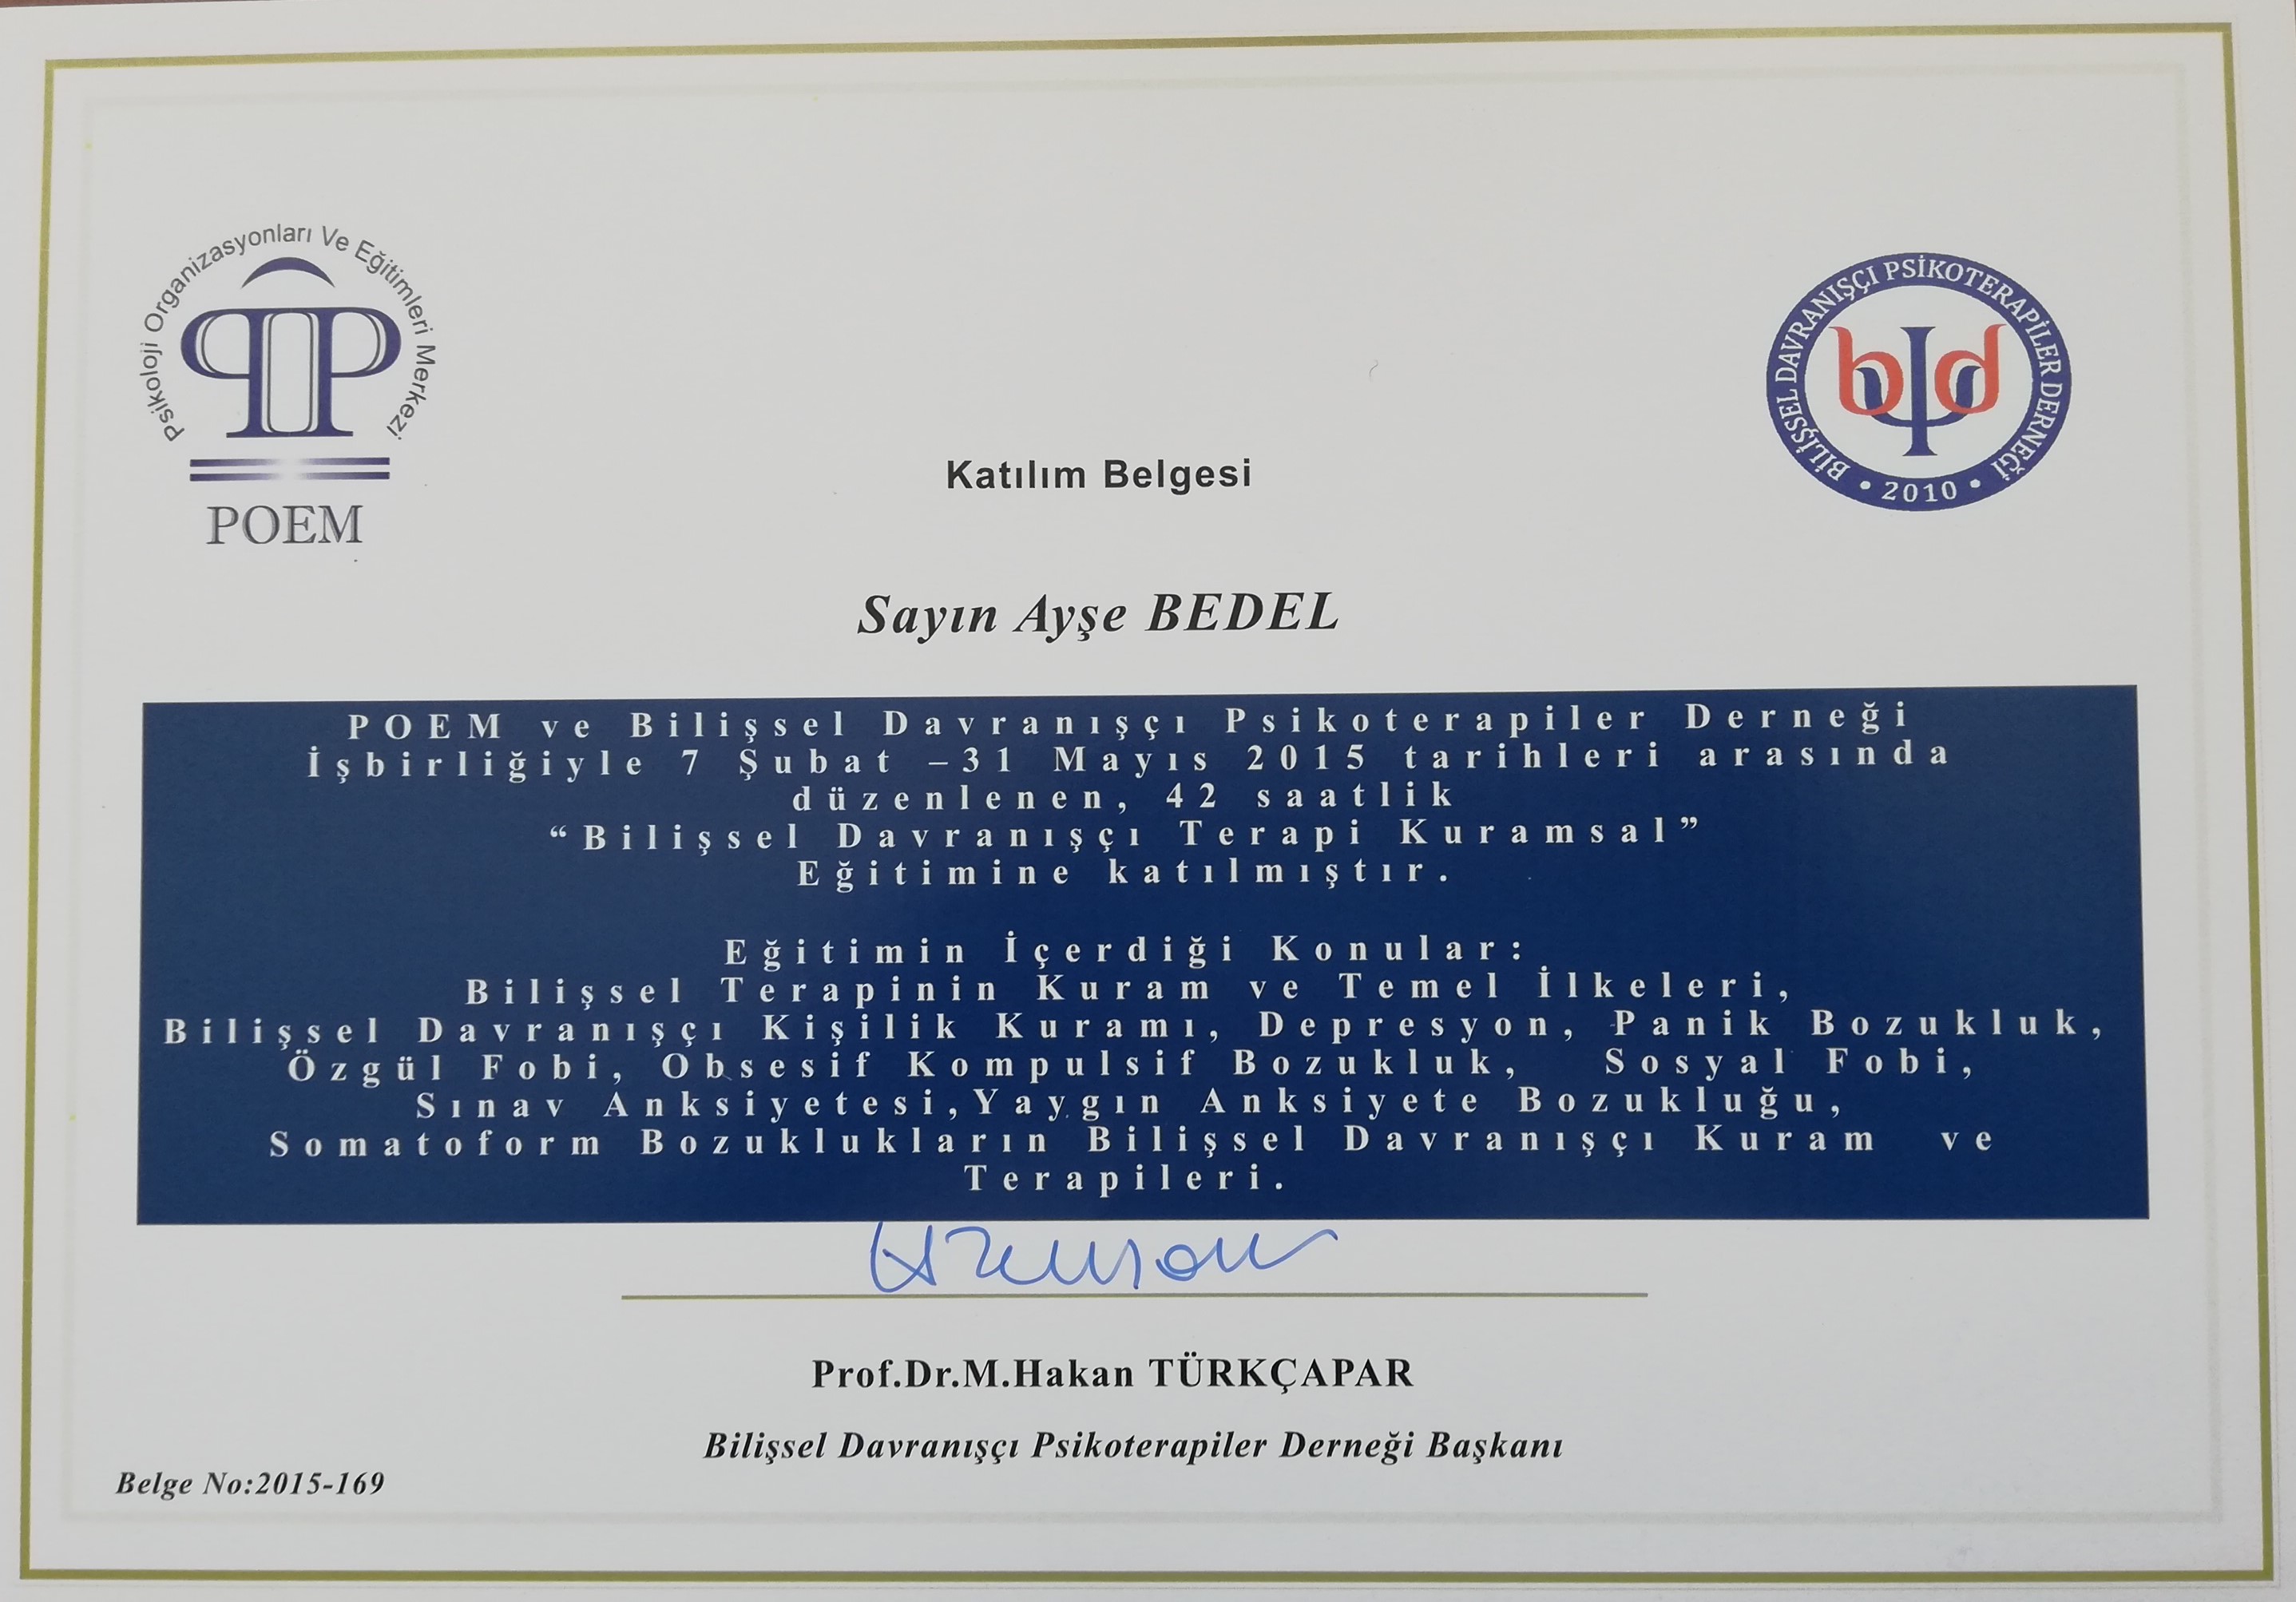 Psikoloji Organizasyonları Ve Eğitimleri Merkezi
POEM
BİLİŞSEL DAVRANIŞÇI PSİKOTERAPİLER DERNEĞİ
• 2010 •
bd
Katılım Belgesi
Sayın Ayşe BEDEL
POEM ve Bilişsel Davranışçı Psikoterapiler Derneği
İşbirliğiyle 7 Şubat –31 Mayıs 2015 tarihleri arasında
düzenlenen, 42 saatlik
“Bilişsel Davranışçı Terapi Kuramsal”
Eğitimine katılmıştır.
Eğitimin İçerdiği Konular:
Bilişsel Terapinin Kuram ve Temel İlkeleri,
Bilişsel Davranışçı Kişilik Kuramı, Depresyon, Panik Bozukluk,
Özgül Fobi, Obsesif Kompulsif Bozukluk, Sosyal Fobi,
Sınav Anksiyetesi,Yaygın Anksiyete Bozukluğu,
Somatoform Bozuklukların Bilişsel Davranışçı Kuram ve
Terapileri.
Prof.Dr.M.Hakan TÜRKÇAPAR
Bilişsel Davranışçı Psikoterapiler Derneği Başkanı
Belge No:2015-169